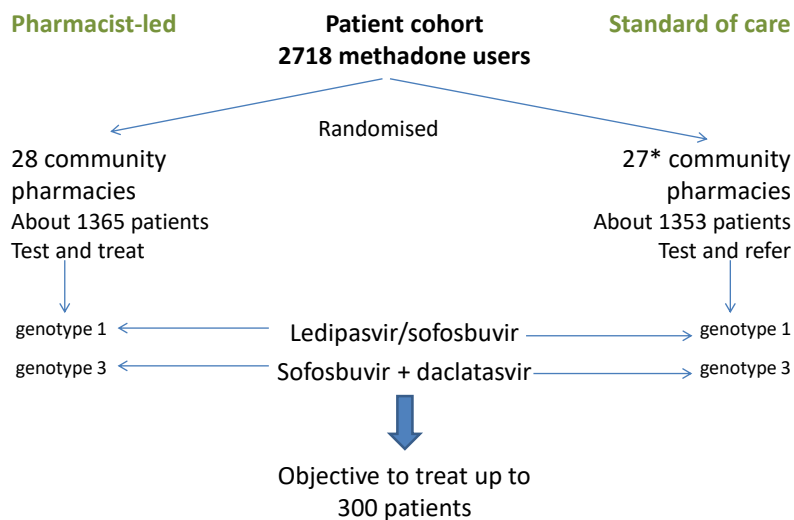 Pharmacist-led
Patient cohort
2718 methadone users
Standard of care
Randomised
28 community
pharmacies
About 1365 patients
Test and treat
27* community
pharmacies
About 1353 patients
Test and refer
genotype 1
Ledipasvir/sofosbuvir
genotype 1
genotype 3
Sofosbuvir + daclatasvir
genotype 3
Objective to treat up to
300 patients